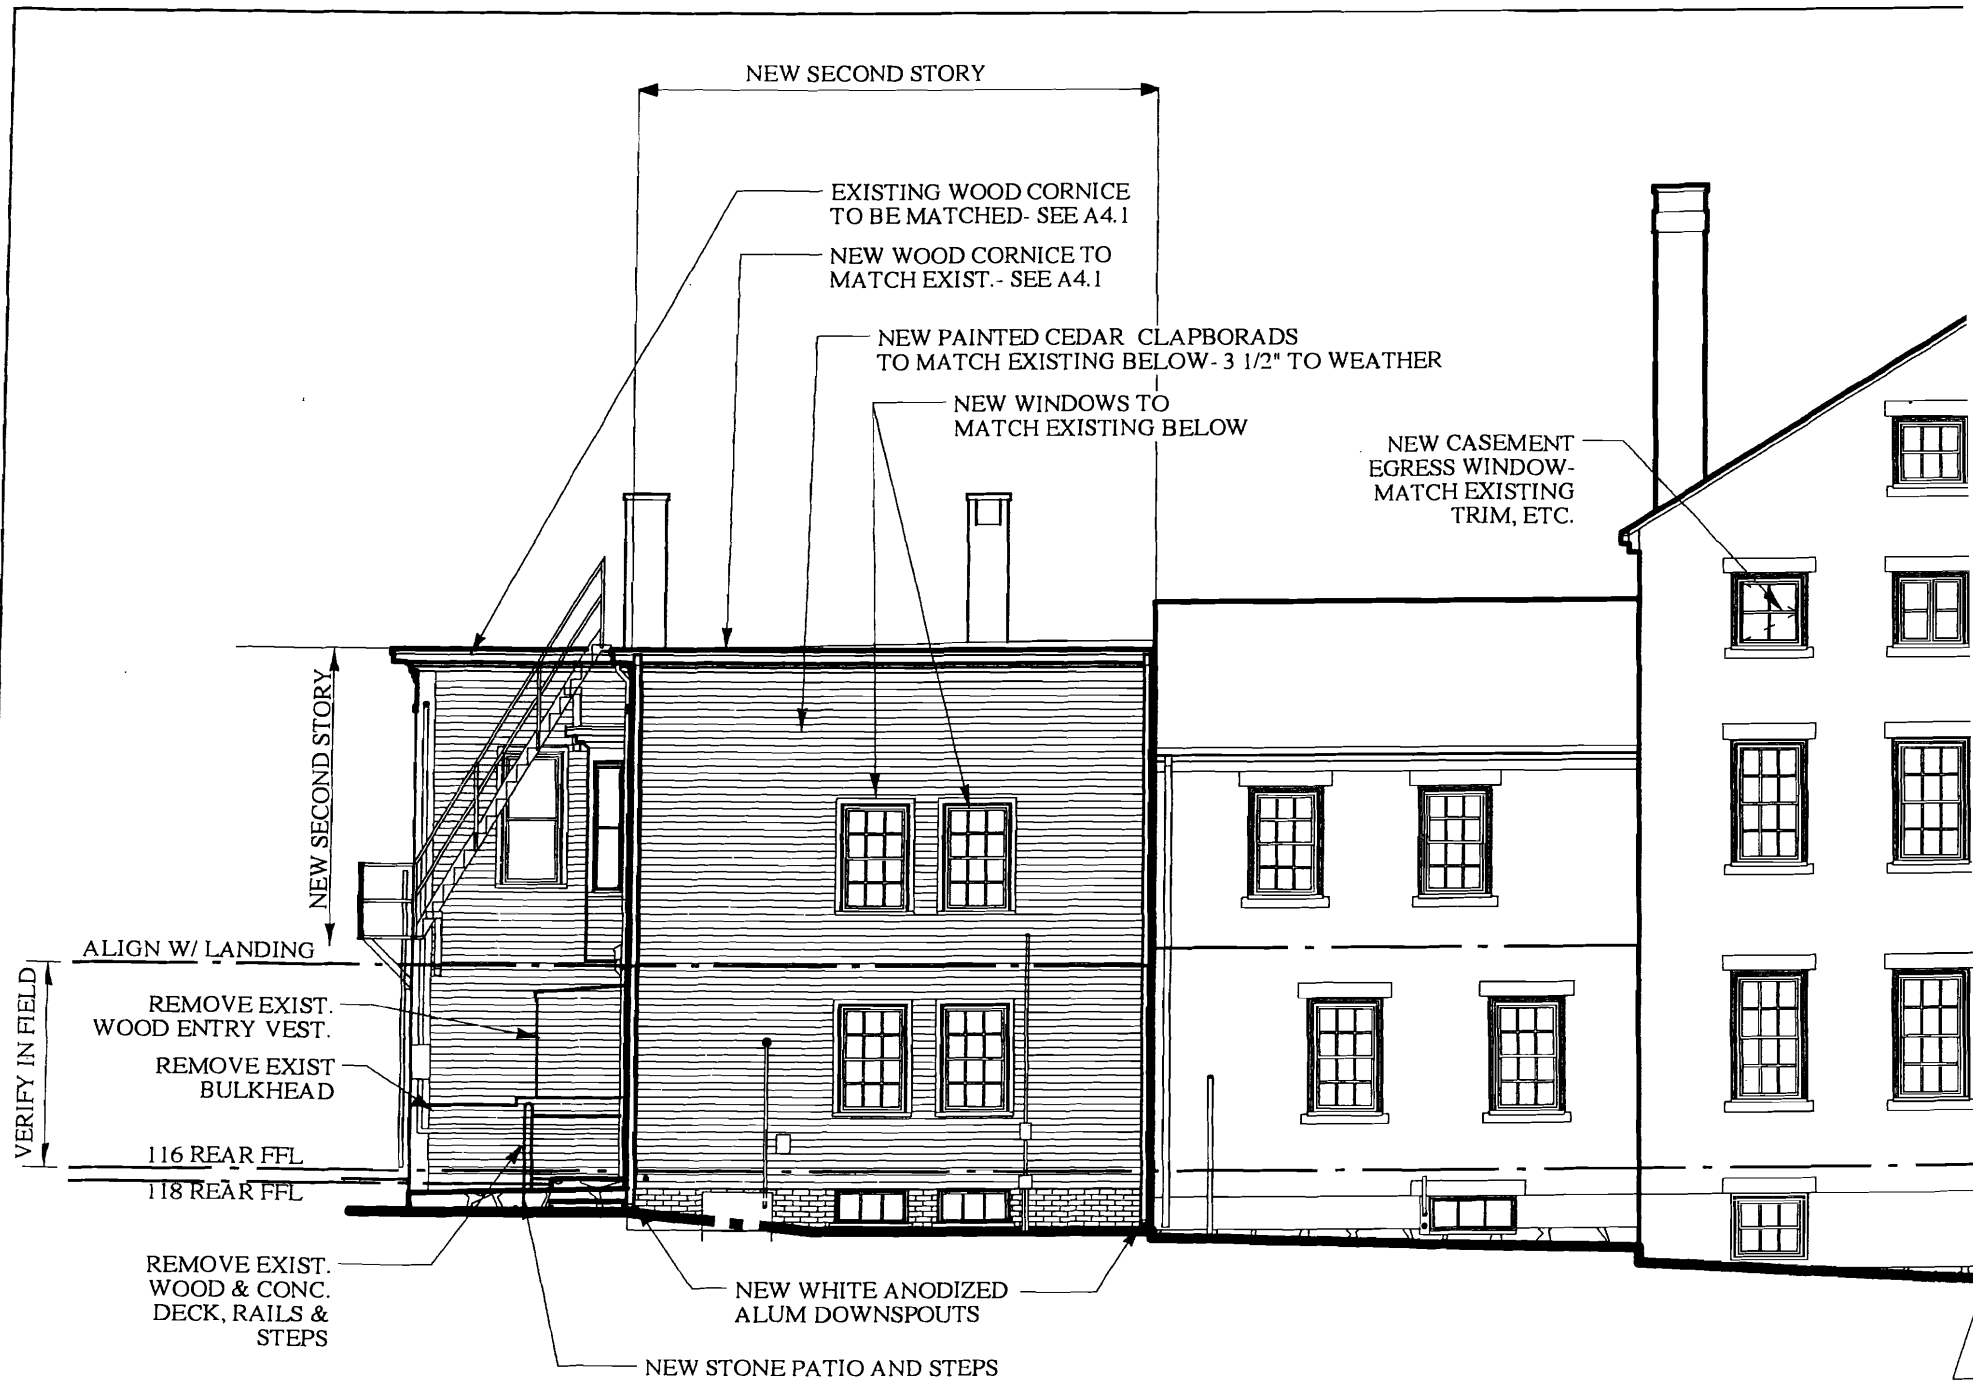 NEW SECOND STORY
EXISTING WOOD CORNICE
TO BE MATCHED- SEE A4.1
NEW WOOD CORNICE TO
MATCH EXIST.- SEE A4.1
NEW PAINTED CEDAR CLAPBORADS
TO MATCH EXISTING BELOW- 3 1/2" TO WEATHER
NEW WINDOWS TO
MATCH EXISTING BELOW
NEW CASEMENT
EGRESS WINDOW-
MATCH EXISTING
TRIM, ETC.
NEW SECOND STORY
ALIGN W/ LANDING
VERIFY IN FIELD
REMOVE EXIST.
WOOD ENTRY VEST.
REMOVE EXIST
BULKHEAD
116 REAR FFL
118 REAR FFL
REMOVE EXIST.
WOOD & CONC.
DECK, RAILS &
STEPS
NEW WHITE ANODIZED
ALUM DOWNSPOUTS
NEW STONE PATIO AND STEPS